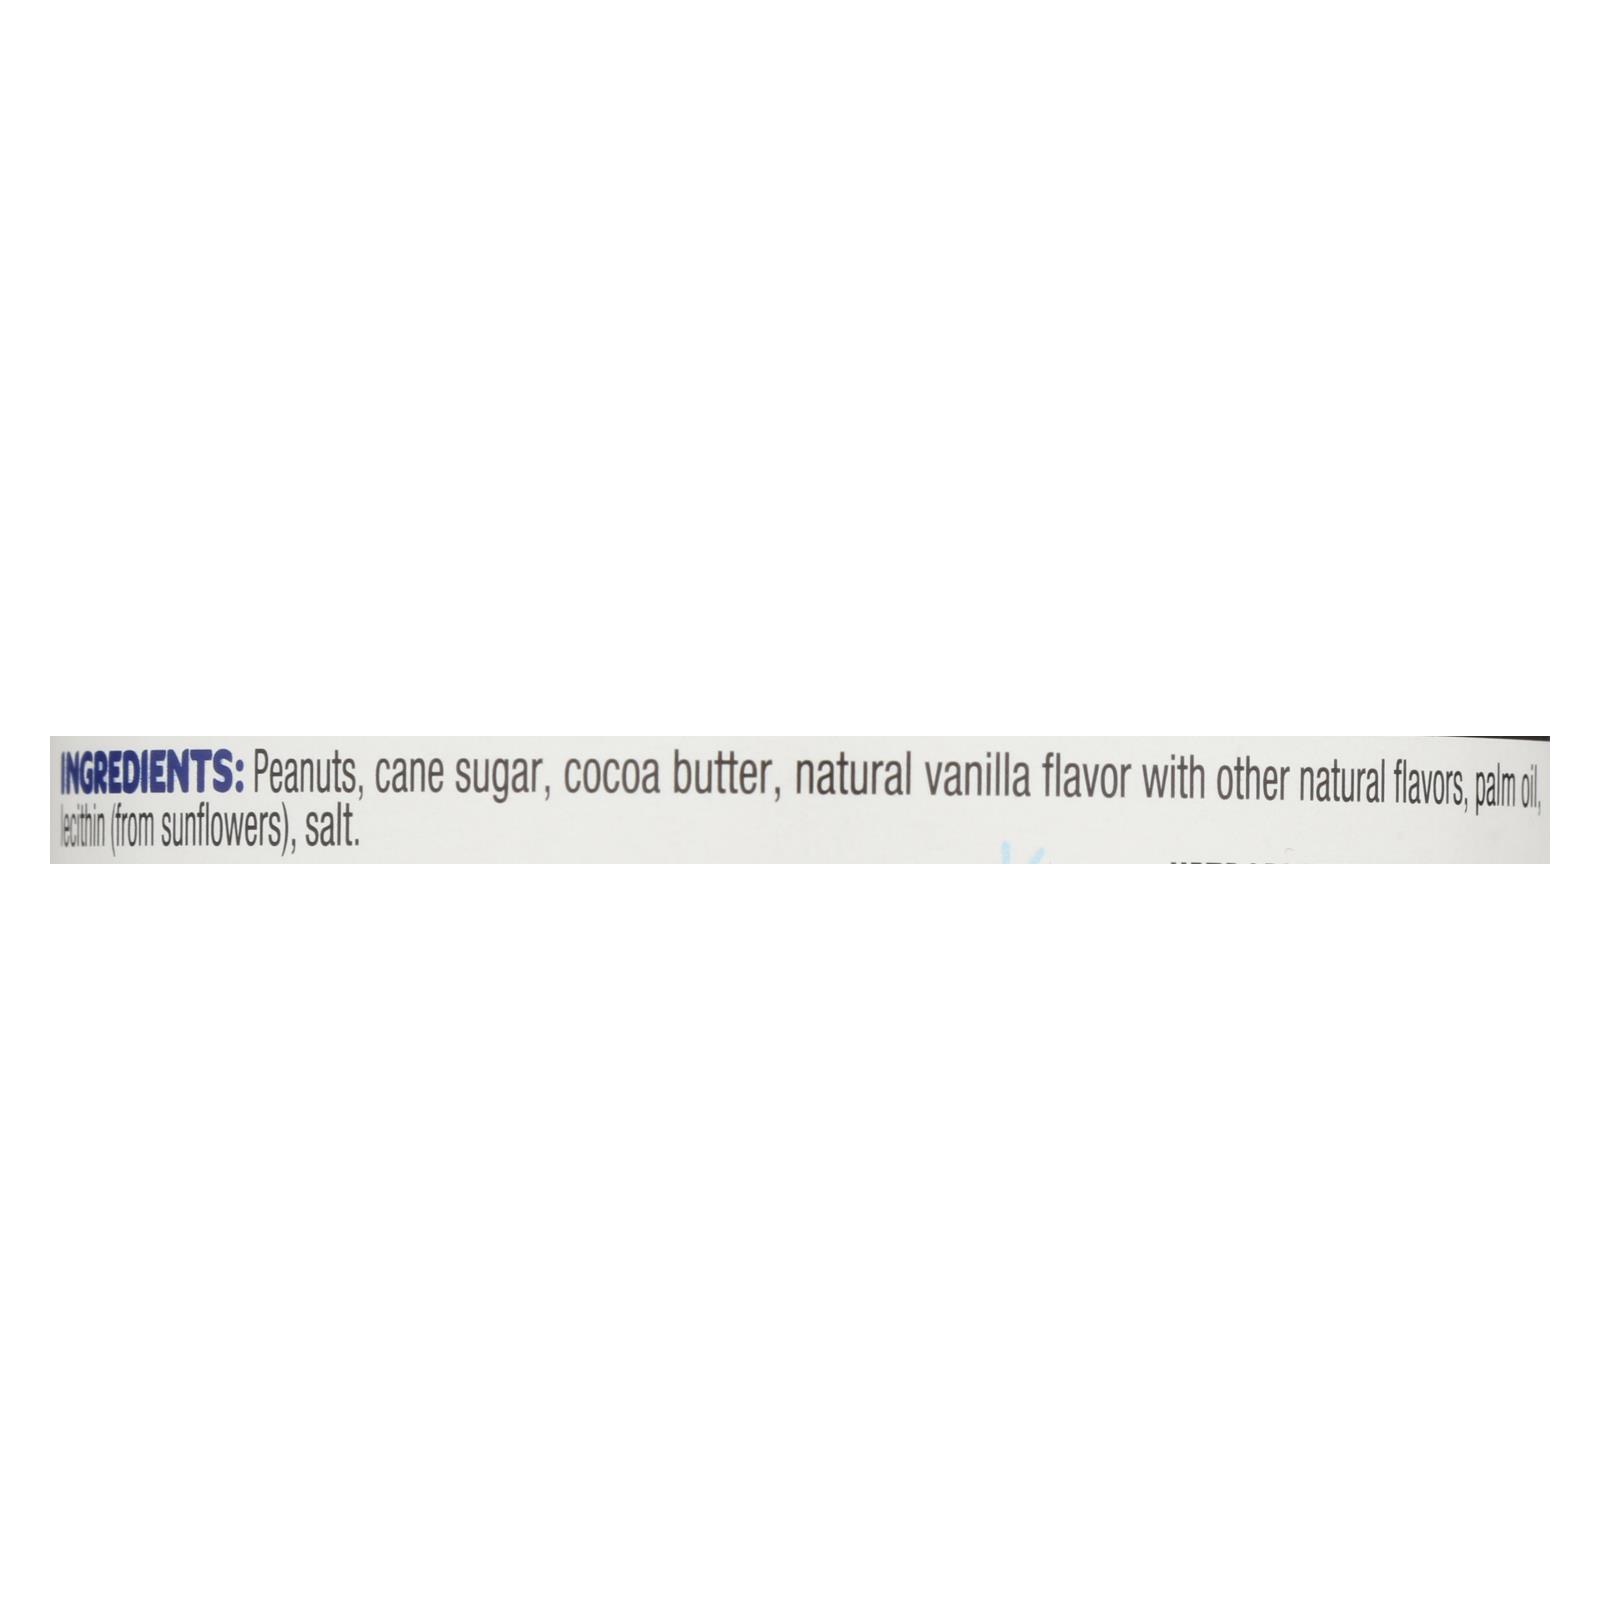 INGREDIENTS: Peanuts, cane sugar, cocoa butter, natural vanilla flavor with other natural flavors, palm oil,
lecithin (from sunflowers), salt.